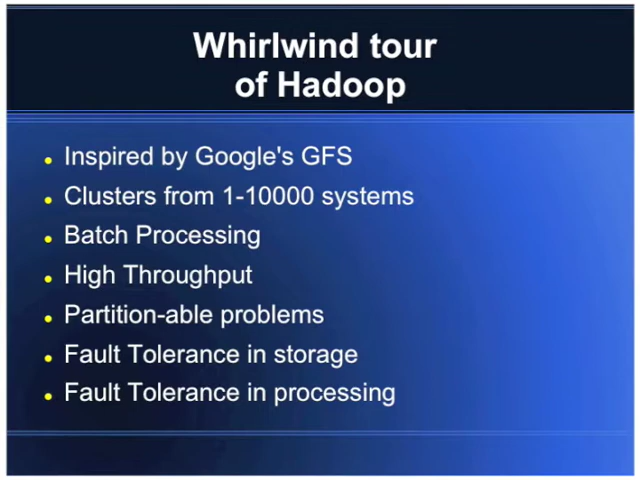 Whirlwind tour
of Hadoop
Inspired by Google's GFS
Clusters from 1-10000 systems
Batch Processing
High Throughput
Partition-able problems
Fault Tolerance in storage
Fault Tolerance in processing